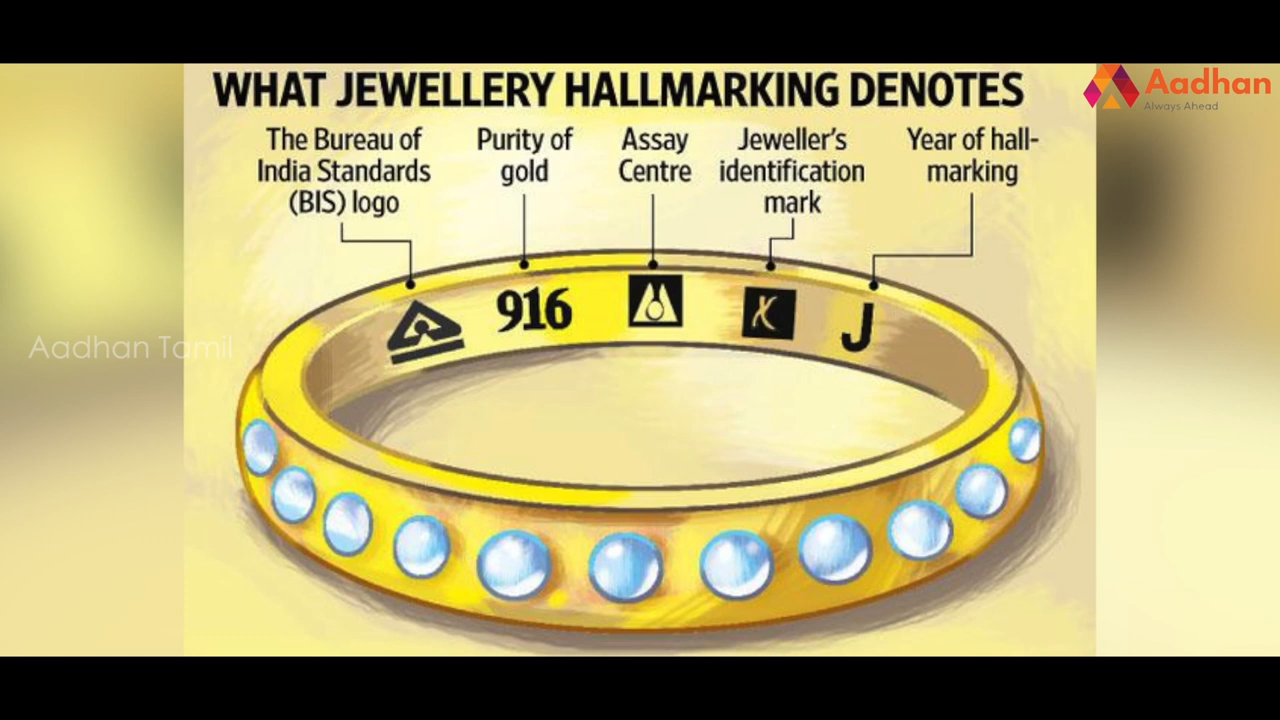 WHAT JEWELLERY HALLMARKING DENOTES
Aadhan
Always Ahead
The Bureau of
India Standards
(BIS) logo
Purity of
gold
Assay
Centre
Jeweller's
identification
mark
Year of hall-
marking
916
J
Aadhan Tamil